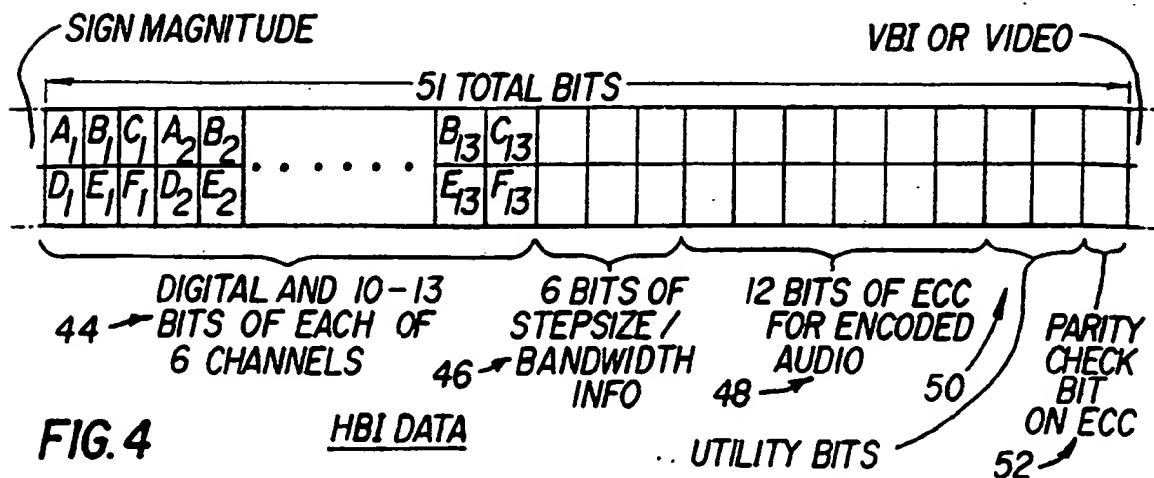 SIGN MAGNITUDE
VBI OR VIDEO
51 TOTAL BITS
A1 B1 C1 A2 B2 . . . . . . B13 C13
D1 E1 F1 D2 E2 E13 F13
DIGITAL AND 10-13
44 BITS OF EACH OF
6 CHANNELS
6 BITS OF
STEPSIZE /
46 BANDWIDTH
INFO
12 BITS OF ECC
FOR ENCODED
AUDIO
48
50
UTILITY BITS
PARITY
CHECK
BIT
ON ECC
52
FIG. 4
HBI DATA